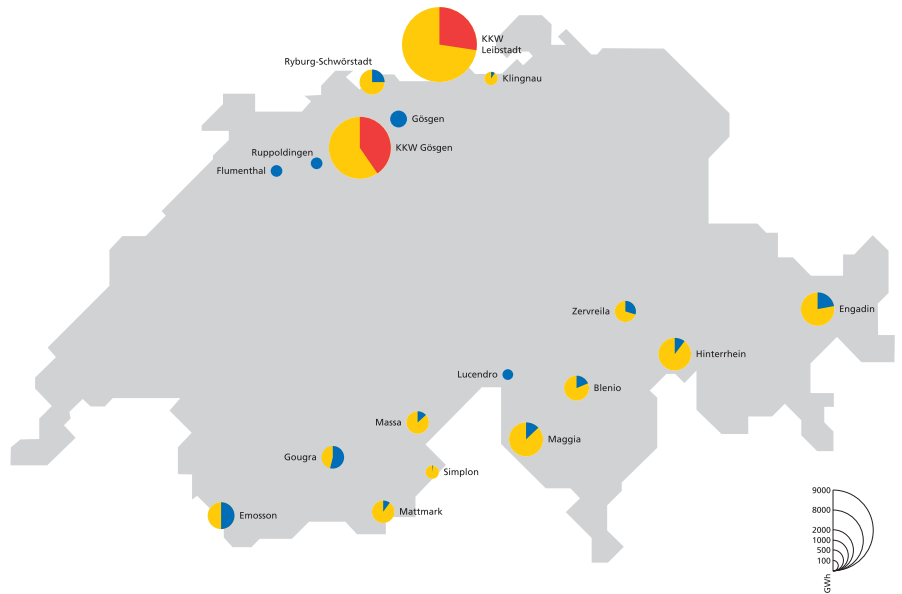 KKW
Leibstadt
Ryburg-Schwörstadt
Klingnau
Gösgen
KKW Gösgen
Ruppoldingen
Flumenthal
Zervreila
Engadin
Hinterrhein
Lucendro
Blenio
Massa
Maggia
Gougra
Simplon
Mattmark
Emosson
9000
8000
2000
1000
500
100
GWh